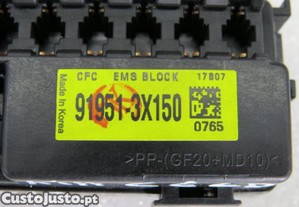 CFC EMS BLOCK 17807
Made in Korea
91951-3X150
0765
>PP-(GF20+MD10)<
CustoJusto.pt